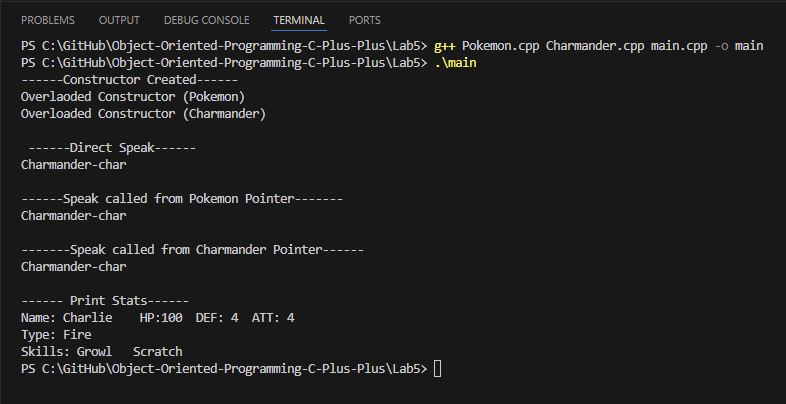 PROBLEMS OUTPUT DEBUG CONSOLE TERMINAL PORTS
PS C:\GitHub\Object-Oriented-Programming-C-Plus-Plus\Lab5> g++ Pokemon.cpp Charmander.cpp main.cpp -o main
PS C:\GitHub\Object-Oriented-Programming-C-Plus-Plus\Lab5> .\main
------Constructor Created------
Overlaoded Constructor (Pokemon)
Overloaded Constructor (Charmander)
------Direct Speak------
Charmander-char
------Speak called from Pokemon Pointer-------
Charmander-char
-------Speak called from Charmander Pointer------
Charmander-char
------ Print Stats------
Name: Charlie    HP:100  DEF: 4  ATT: 4
Type: Fire
Skills: Growl   Scratch
PS C:\GitHub\Object-Oriented-Programming-C-Plus-Plus\Lab5>